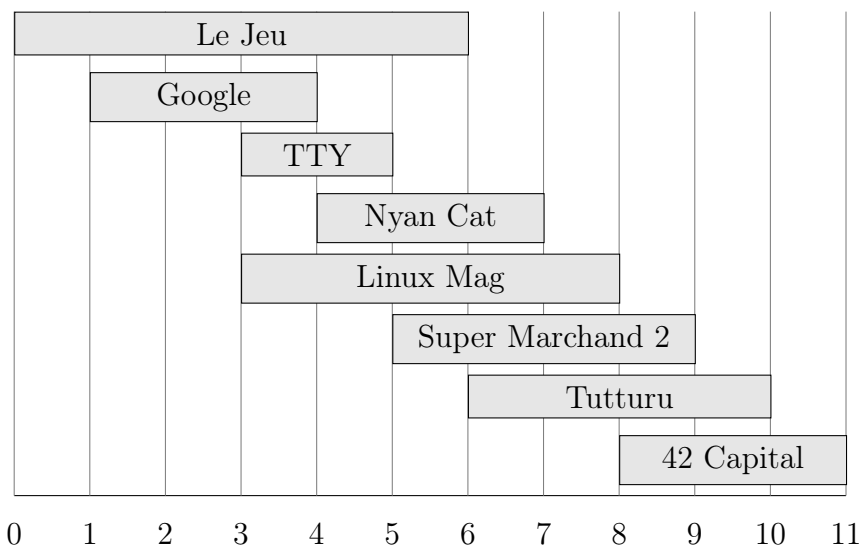 Le Jeu
Google
TTY
Nyan Cat
Linux Mag
Super Marchand 2
Tutturu
42 Capital
0 1 2 3 4 5 6 7 8 9 10 11